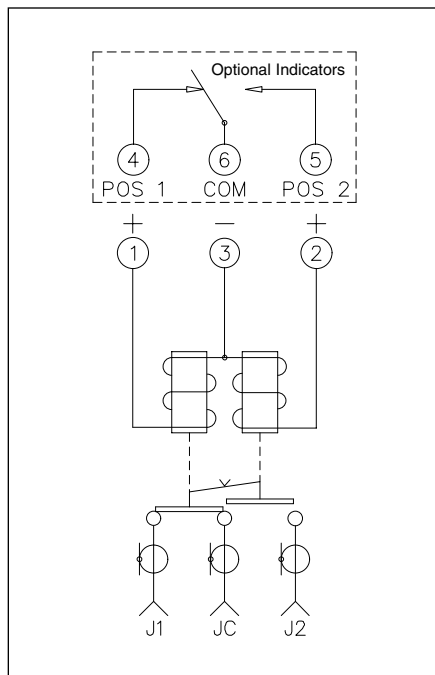 Optional Indicators
4 6 5
POS 1 COM POS 2
+ − +
1 3 2
J1 JC J2